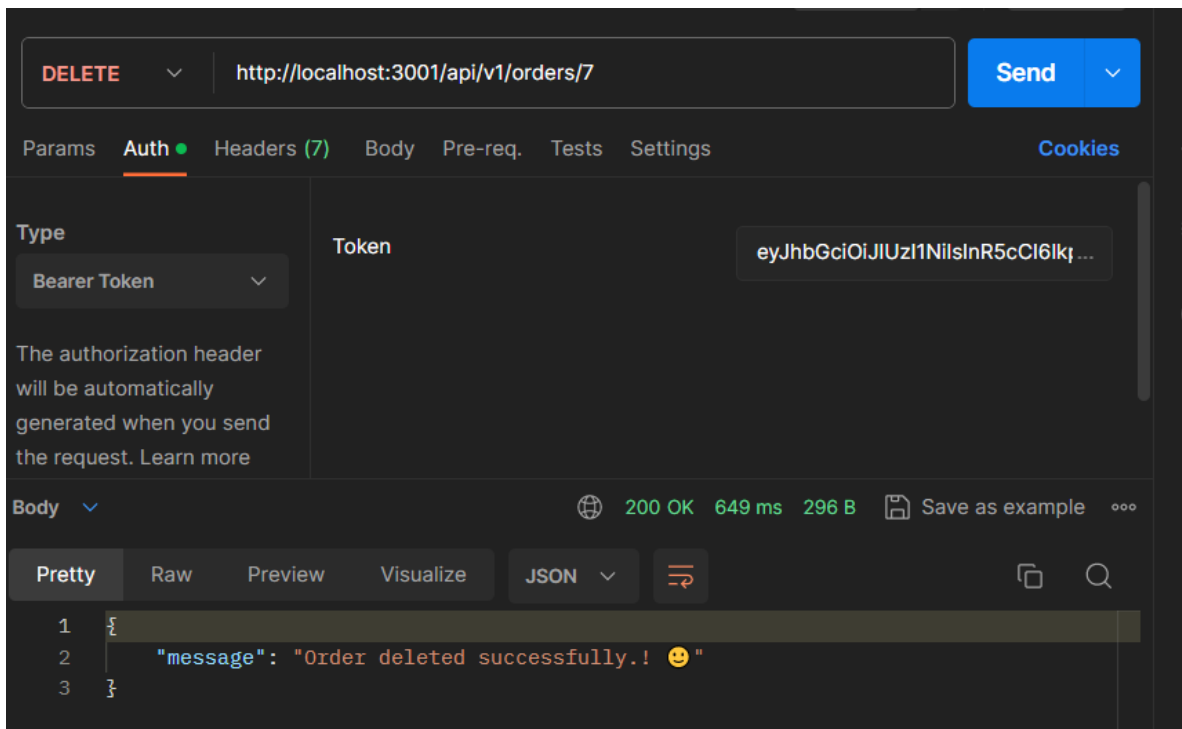 DELETE http://localhost:3001/api/v1/orders/7 Send
Params Auth Headers (7) Body Pre-req. Tests Settings Cookies
Type
Token eyJhbGciOiJIUzI1NiIsInR5cCI6Ikp...
Bearer Token
The authorization header
will be automatically
generated when you send
the request. Learn more
Body 200 OK 649 ms 296 B Save as example
Pretty Raw Preview Visualize JSON
1 {
2 "message": "Order deleted successfully.! 🙂"
3 }